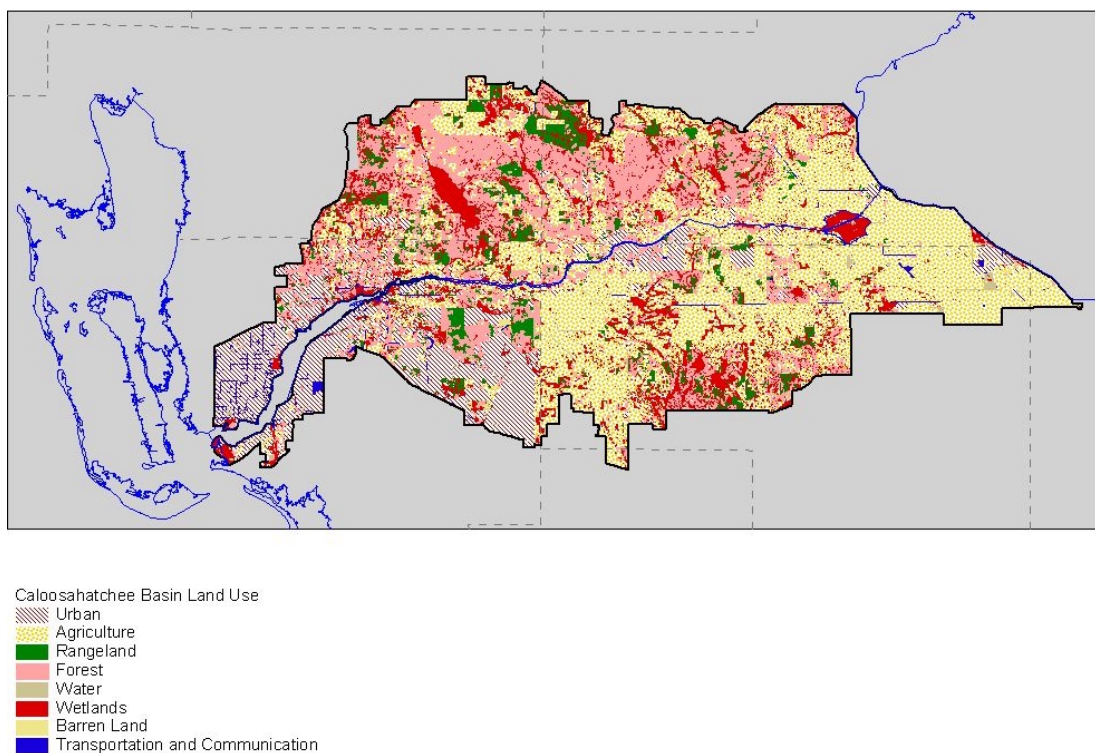 Caloosahatchee Basin Land Use
Urban
Agriculture
Rangeland
Forest
Water
Wetlands
Barren Land
Transportation and Communication